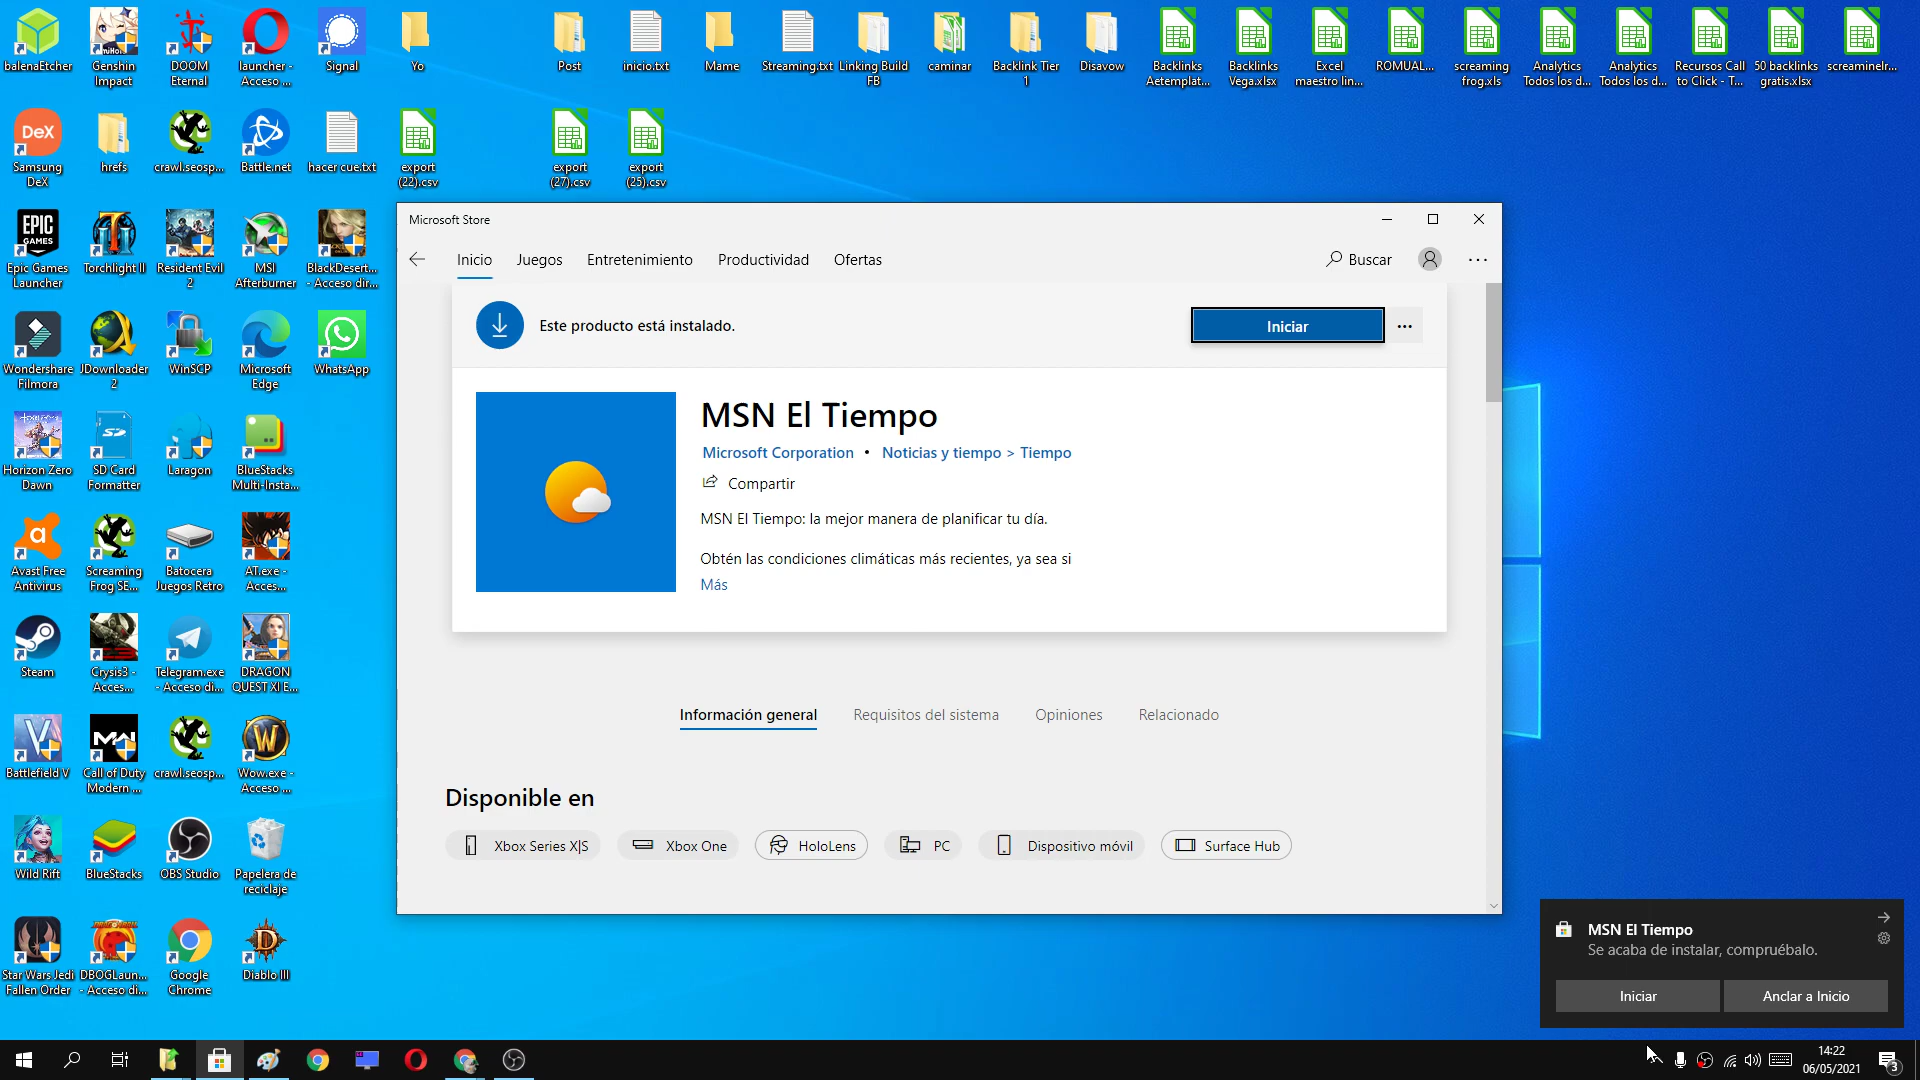 balenaEtcher
Genshin
Impact
DOOM
Eternal
launcher -
Acceso ...
Signal
Yo
Post
inicio.txt
Mame
Streaming.txt
Linking Build
FB
caminar
Backlink Tier
1
Disavow
Backlinks
Aetemplat...
Backlinks
Vega.xlsx
Excel
maestro lin...
ROMUAL...
screaming
frog.xls
Analytics
Todos los d...
Analytics
Todos los d...
Recursos Call
to Click - T...
50 backlinks
gratis.xlsx
screaminelr...
DeX
Samsung
DeX
hrefs
crawl.seosp...
Battle.net
hacer cue.txt
export
(22).csv
export
(27).csv
export
(25).csv
EPIC
GAMES
Epic Games
Launcher
Torchlight II
Resident Evil
2
MSI
Afterburner
BlackDesert...
- Acceso dir...
Wondershare
Filmora
JDownloader
2
WinSCP
Microsoft
Edge
WhatsApp
Horizon Zero
Dawn
SD
SD Card
Formatter
Laragon
BlueStacks
Multi-Insta...
Avast Free
Antivirus
Screaming
Frog SE...
Batocera
Juegos Retro
AT.exe -
Acces...
Steam
Crysis3 -
Acces...
Telegram.exe
- Acceso di...
DRAGON
QUEST XI E...
Battlefield V
Call of Duty
Modern ...
crawl.seosp...
Wow.exe -
Acceso ...
Wild Rift
BlueStacks
OBS Studio
Papelera de
reciclaje
Star Wars Jedi
Fallen Order
DBOGLaun...
- Acceso di...
Google
Chrome
Diablo III
Microsoft Store
Inicio
Juegos
Entretenimiento
Productividad
Ofertas
Buscar
Este producto está instalado.
Iniciar
MSN El Tiempo
Microsoft Corporation • Noticias y tiempo > Tiempo
Compartir
MSN El Tiempo: la mejor manera de planificar tu día.
Obtén las condiciones climáticas más recientes, ya sea si
Más
Información general
Requisitos del sistema
Opiniones
Relacionado
Disponible en
Xbox Series X|S
Xbox One
HoloLens
PC
Dispositivo móvil
Surface Hub
MSN El Tiempo
Se acaba de instalar, compruébalo.
Iniciar
Anclar a Inicio
14:22
06/05/2021
3